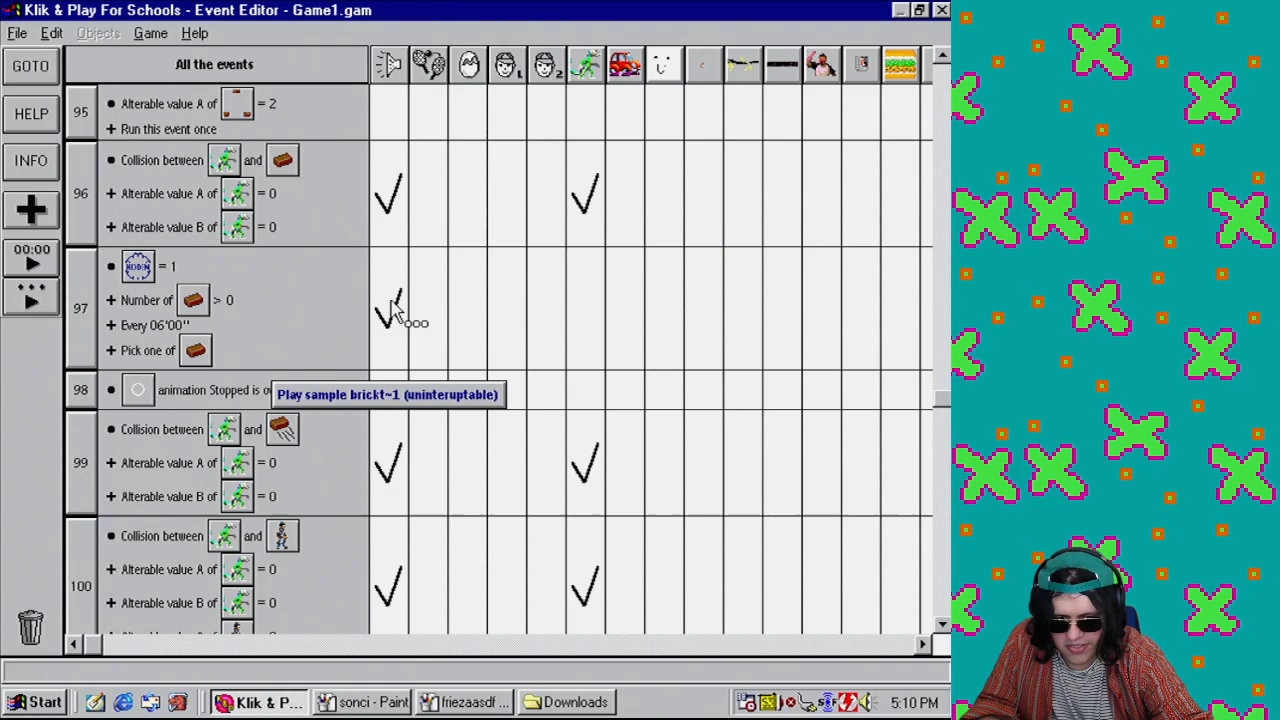 Klik & Play For Schools - Event Editor - Game1.gam
File Edit Objects Game Help
GOTO
All the events
1
2
95
Alterable value A of = 2
+ Run this event once
HELP
96
Collision between and
+ Alterable value A of = 0
+ Alterable value B of = 0
INFO
00:00
97
= 1
+ Number of > 0
+ Every 06'00''
+ Pick one of
98
animation Stopped is o
Play sample brickt~1 (uninteruptable)
99
Collision between and
+ Alterable value A of = 0
+ Alterable value B of = 0
100
Collision between and
+ Alterable value A of = 0
+ Alterable value B of = 0
Start
Klik & P...
sonci - Paint
friezaasdf ...
Downloads
5:10 PM